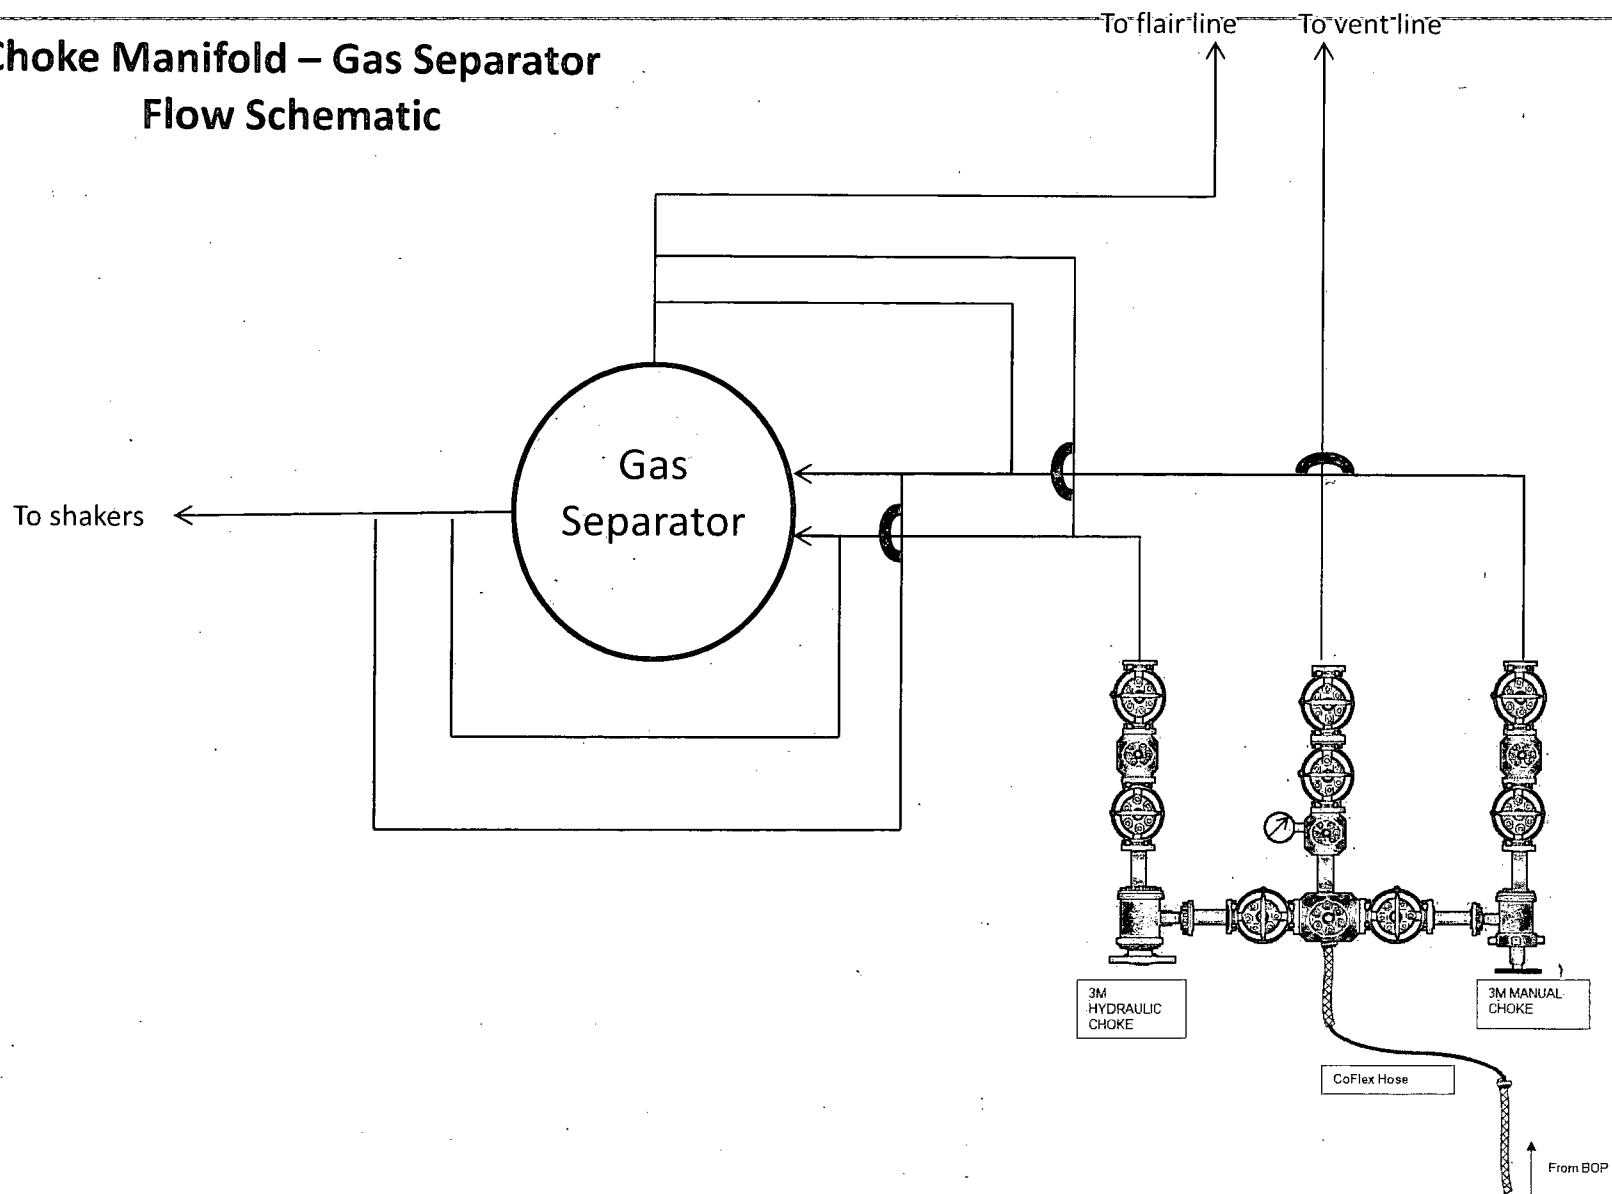 To flair line
To vent line
Choke Manifold – Gas Separator
Flow Schematic
Gas
Separator
To shakers
3M
HYDRAULIC
CHOKE
3M MANUAL
CHOKE
CoFlex Hose
From BOP